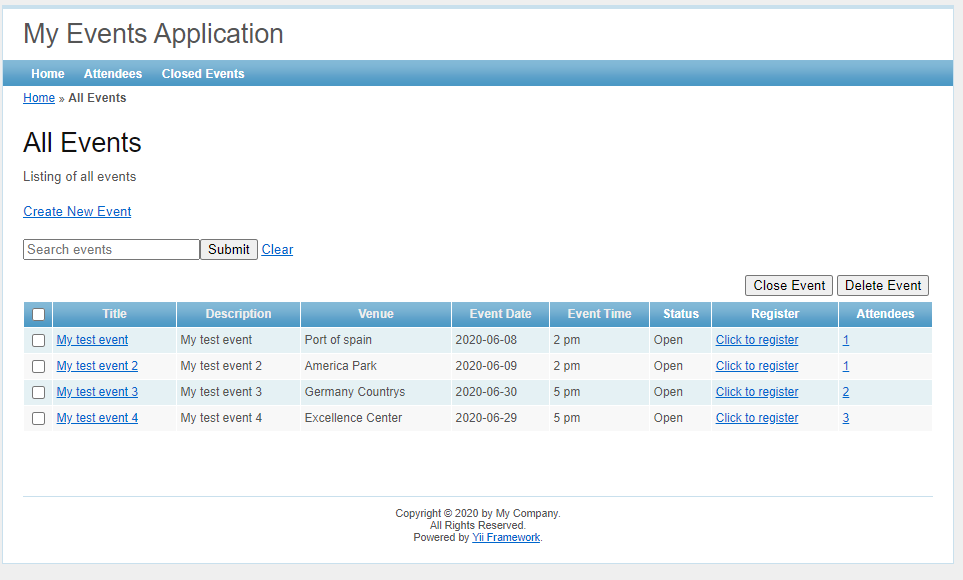 My Events Application
Home Attendees Closed Events
Home » All Events
All Events
Listing of all events
Create New Event
Search events Submit Clear
Close Event Delete Event
Title Description Venue Event Date Event Time Status Register Attendees
My test event My test event Port of spain 2020-06-08 2 pm Open Click to register 1
My test event 2 My test event 2 America Park 2020-06-09 2 pm Open Click to register 1
My test event 3 My test event 3 Germany Countrys 2020-06-30 5 pm Open Click to register 2
My test event 4 My test event 4 Excellence Center 2020-06-29 5 pm Open Click to register 3
Copyright © 2020 by My Company.
All Rights Reserved.
Powered by Yii Framework.